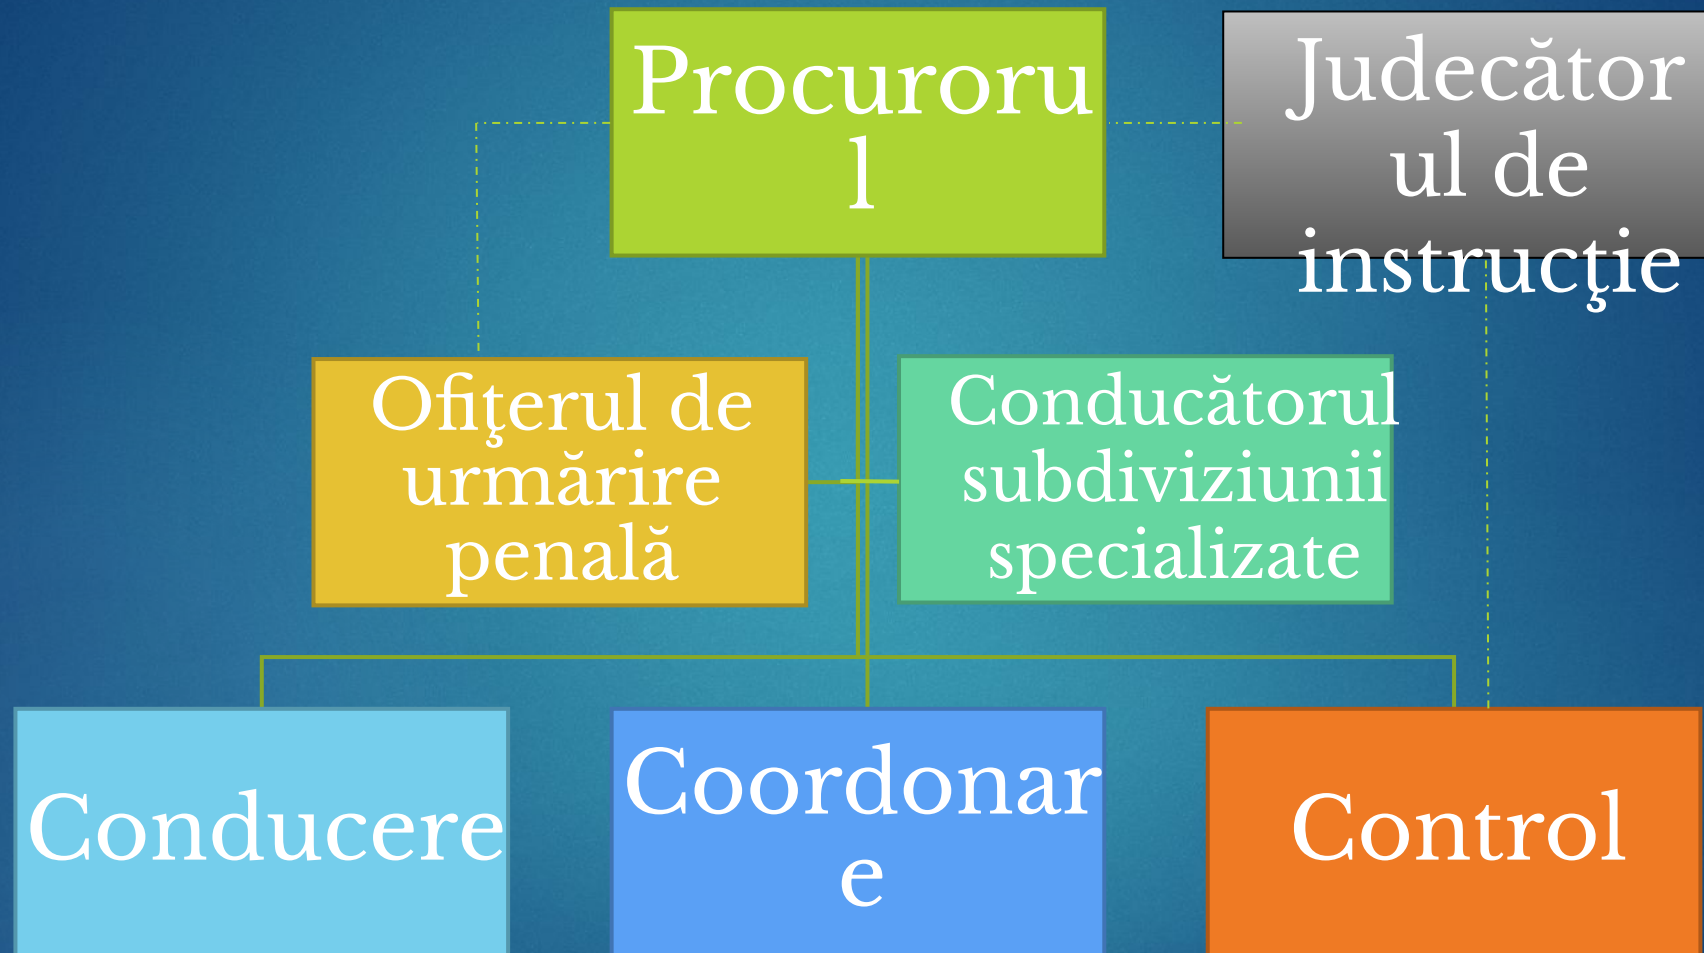 Procuroru
l
Judecător
ul de
instrucţie
Ofiţerul de
urmărire
penală
Conducătorul
subdiviziunii
specializate
Conducere
Coordonar
e
Control